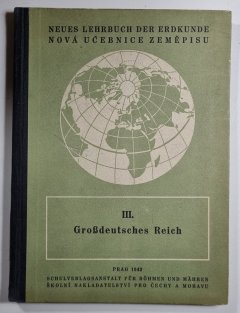 NEUES LEHRBUCH DER ERDKUNDE
NOVÁ UČEBNICE ZEMĚPISU
III.
Großdeutsches Reich
PRAG 1942
SCHULVERLAGSANSTALT FÜR BÖHMEN UND MÄHREN
ŠKOLNÍ NAKLADATELSTVÍ PRO ČECHY A MORAVU